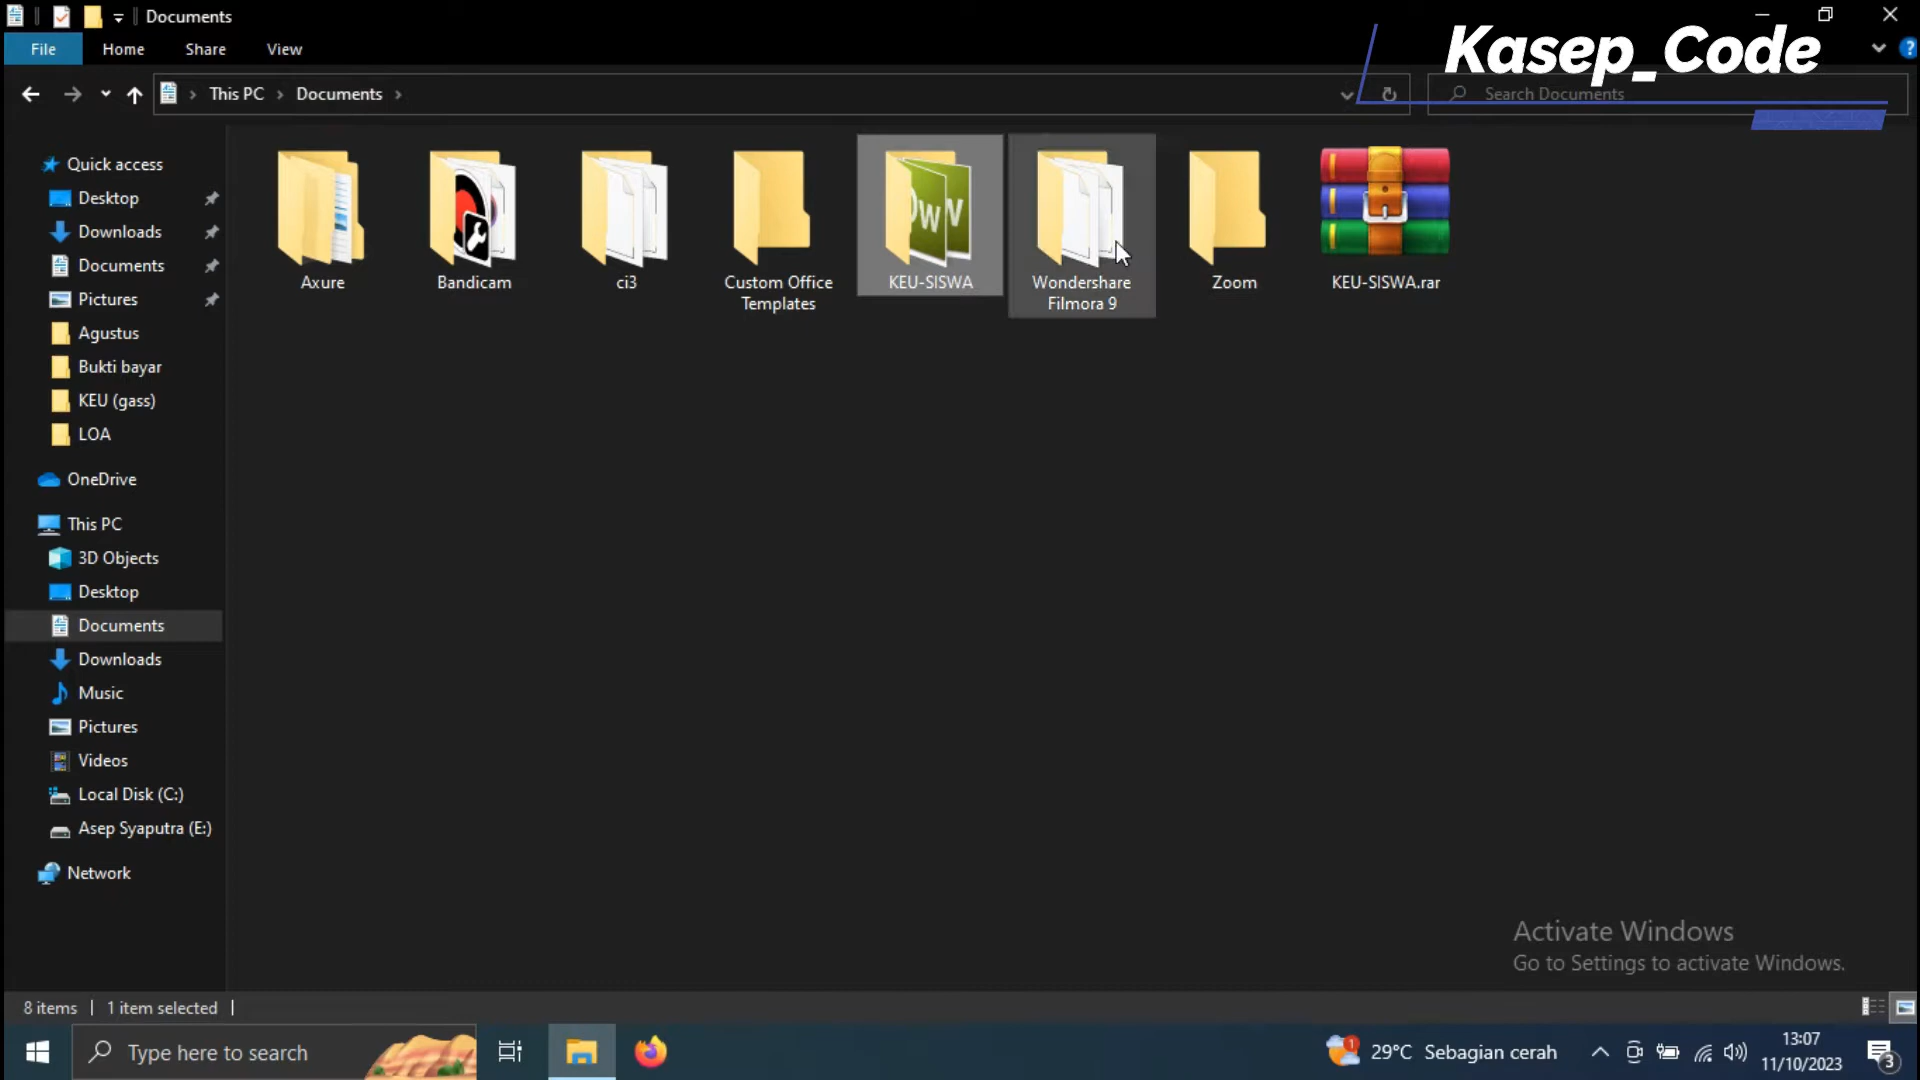 Documents
Kasep_Code
File Home Share View
This PC Documents
Search Documents
Quick access
Desktop
Downloads
Documents
Pictures
Agustus
Bukti bayar
KEU (gass)
LOA
OneDrive
This PC
3D Objects
Desktop
Documents
Downloads
Music
Pictures
Videos
Local Disk (C:)
Asep Syaputra (E:)
Network
Axure
Bandicam
ci3
Custom Office
Templates
KEU-SISWA
Wondershare
Filmora 9
Zoom
KEU-SISWA.rar
Activate Windows
Go to Settings to activate Windows.
8 items 1 item selected
Type here to search
1
29°C Sebagian cerah
13:07
11/10/2023
3